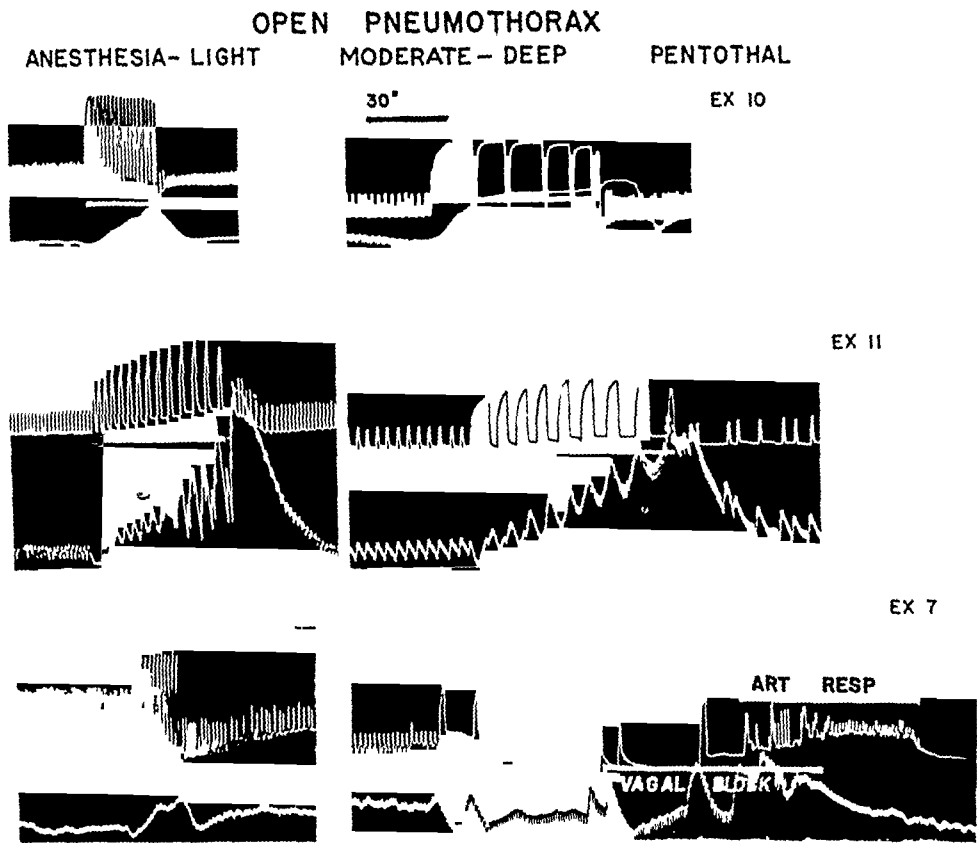 OPEN PNEUMOTHORAX
ANESTHESIA-LIGHT MODERATE-DEEP PENTOTHAL
30" EX 10
EX 11
EX 7
ART RESP
VAGAL BLOCK